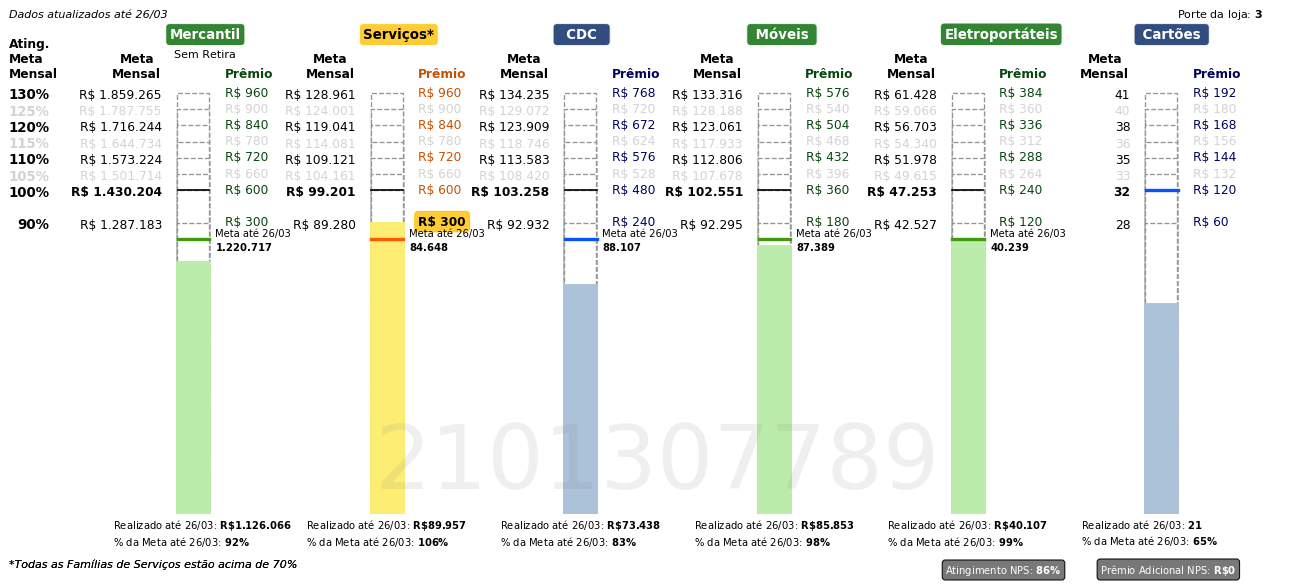 Dados atualizados até 26/03
Porte da loja: 3
Mercantil Serviços* CDC Móveis Eletroportáteis Cartões
Sem Retira
Ating. Meta Mensal Meta Mensal Prêmio Meta Mensal Prêmio Meta Mensal Prêmio Meta Mensal Prêmio Meta Mensal Prêmio Meta Mensal Prêmio
130% R$ 1.859.265 R$ 960 R$ 128.961 R$ 960 R$ 134.235 R$ 768 R$ 133.316 R$ 576 R$ 61.428 R$ 384 41 R$ 192
125% R$ 1.787.755 R$ 900 R$ 124.001 R$ 900 R$ 129.072 R$ 720 R$ 128.188 R$ 540 R$ 59.066 R$ 360 40 R$ 180
120% R$ 1.716.244 R$ 840 R$ 119.041 R$ 840 R$ 123.909 R$ 672 R$ 123.061 R$ 504 R$ 56.703 R$ 336 38 R$ 168
115% R$ 1.644.734 R$ 780 R$ 114.081 R$ 780 R$ 118.746 R$ 624 R$ 117.933 R$ 468 R$ 54.340 R$ 312 36 R$ 156
110% R$ 1.573.224 R$ 720 R$ 109.121 R$ 720 R$ 113.583 R$ 576 R$ 112.806 R$ 432 R$ 51.978 R$ 288 35 R$ 144
105% R$ 1.501.714 R$ 660 R$ 104.161 R$ 660 R$ 108.420 R$ 528 R$ 107.678 R$ 396 R$ 49.615 R$ 264 33 R$ 132
100% R$ 1.430.204 R$ 600 R$ 99.201 R$ 600 R$ 103.258 R$ 480 R$ 102.551 R$ 360 R$ 47.253 R$ 240 32 R$ 120
90% R$ 1.287.183 R$ 300 R$ 89.280 R$ 300 R$ 92.932 R$ 240 R$ 92.295 R$ 180 R$ 42.527 R$ 120 28 R$ 60
Meta até 26/03 Meta até 26/03 Meta até 26/03 Meta até 26/03 Meta até 26/03
1.220.717 84.648 88.107 87.389 40.239
2101307789
Realizado até 26/03: R$1.126.066 Realizado até 26/03: R$89.957 Realizado até 26/03: R$73.438 Realizado até 26/03: R$85.853 Realizado até 26/03: R$40.107 Realizado até 26/03: 21
% da Meta até 26/03: 92% % da Meta até 26/03: 106% % da Meta até 26/03: 83% % da Meta até 26/03: 98% % da Meta até 26/03: 99% % da Meta até 26/03: 65%
*Todas as Famílias de Serviços estão acima de 70%
Atingimento NPS: 86% Prêmio Adicional NPS: R$0